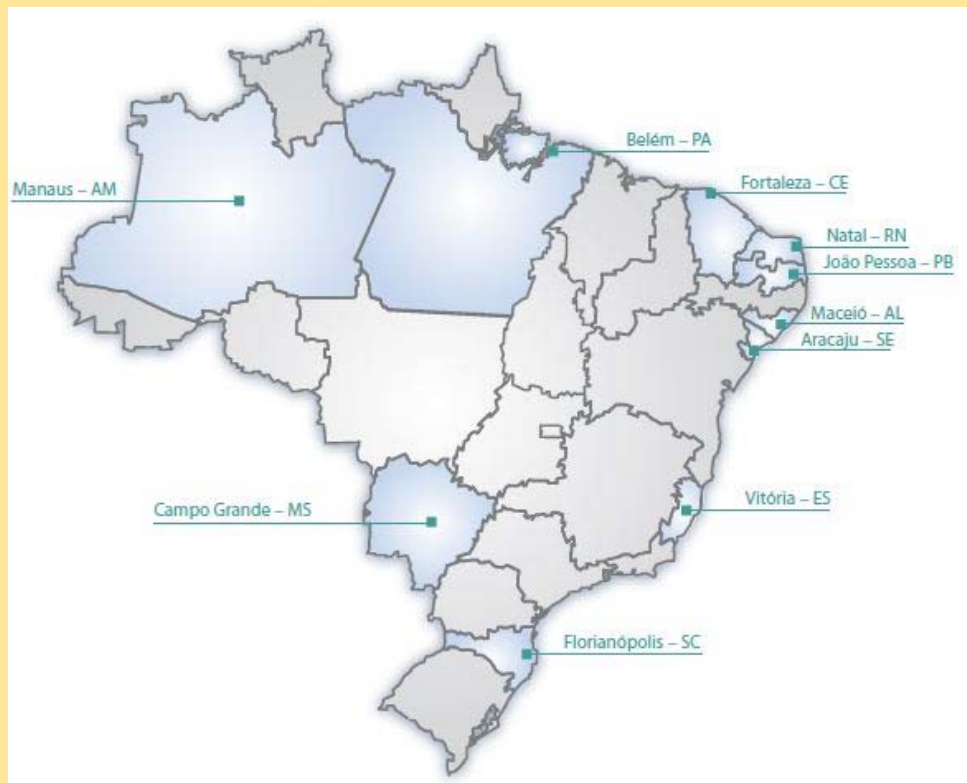 Belém – PA
Fortaleza – CE
Manaus – AM
Natal – RN
João Pessoa – PB
Maceió – AL
Aracaju – SE
Vitória – ES
Campo Grande – MS
Florianópolis – SC